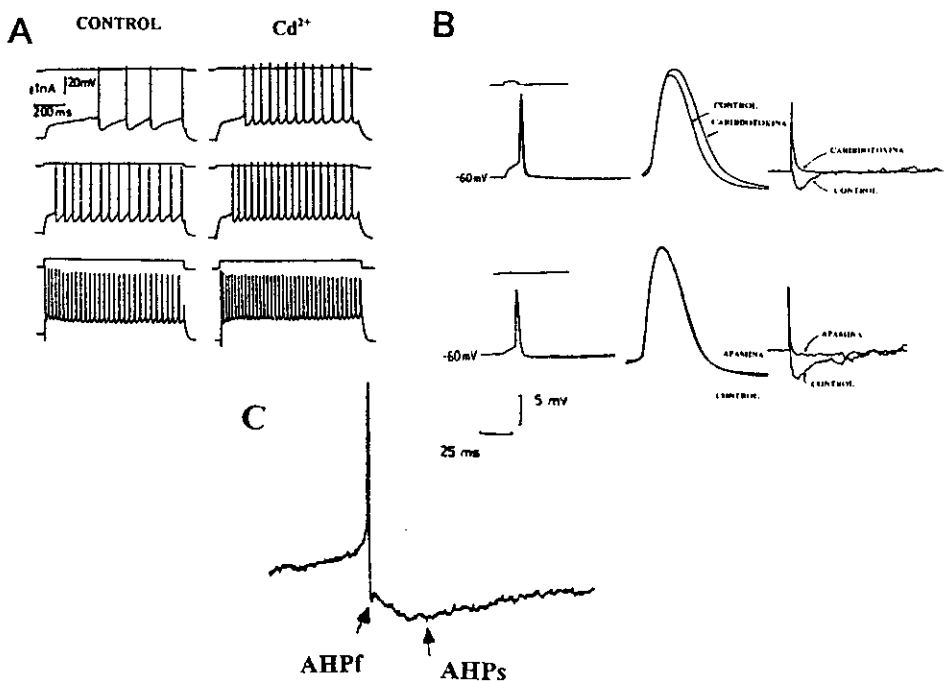 A
CONTROL
Cd²⁺
1nA
20mV
200ms
B
CONTROL
CARIBDOTOXINA
-60mV
CARIBDOTOXINA
CONTROL
-60mV
APAMINA
CONTROL
APAMINA
CONTROL
5 mV
25 ms
C
AHPf
AHPs